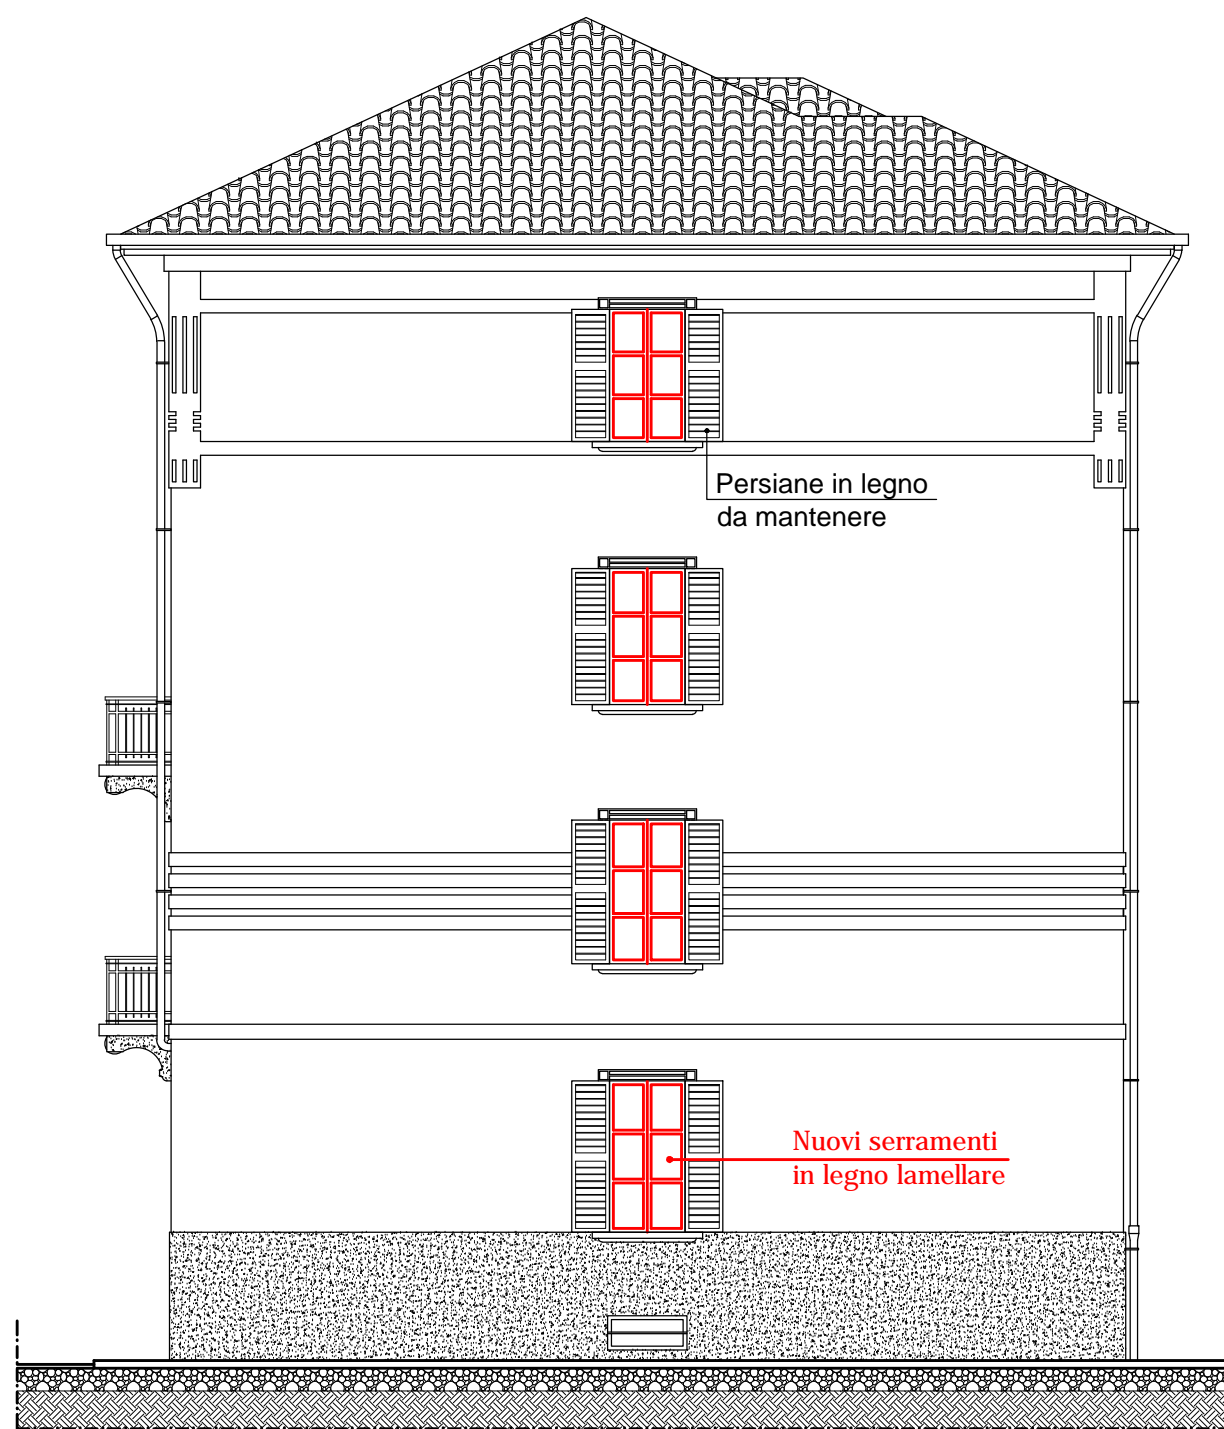 Persiane in legno
da mantenere
Nuovi serramenti
in legno lamellare